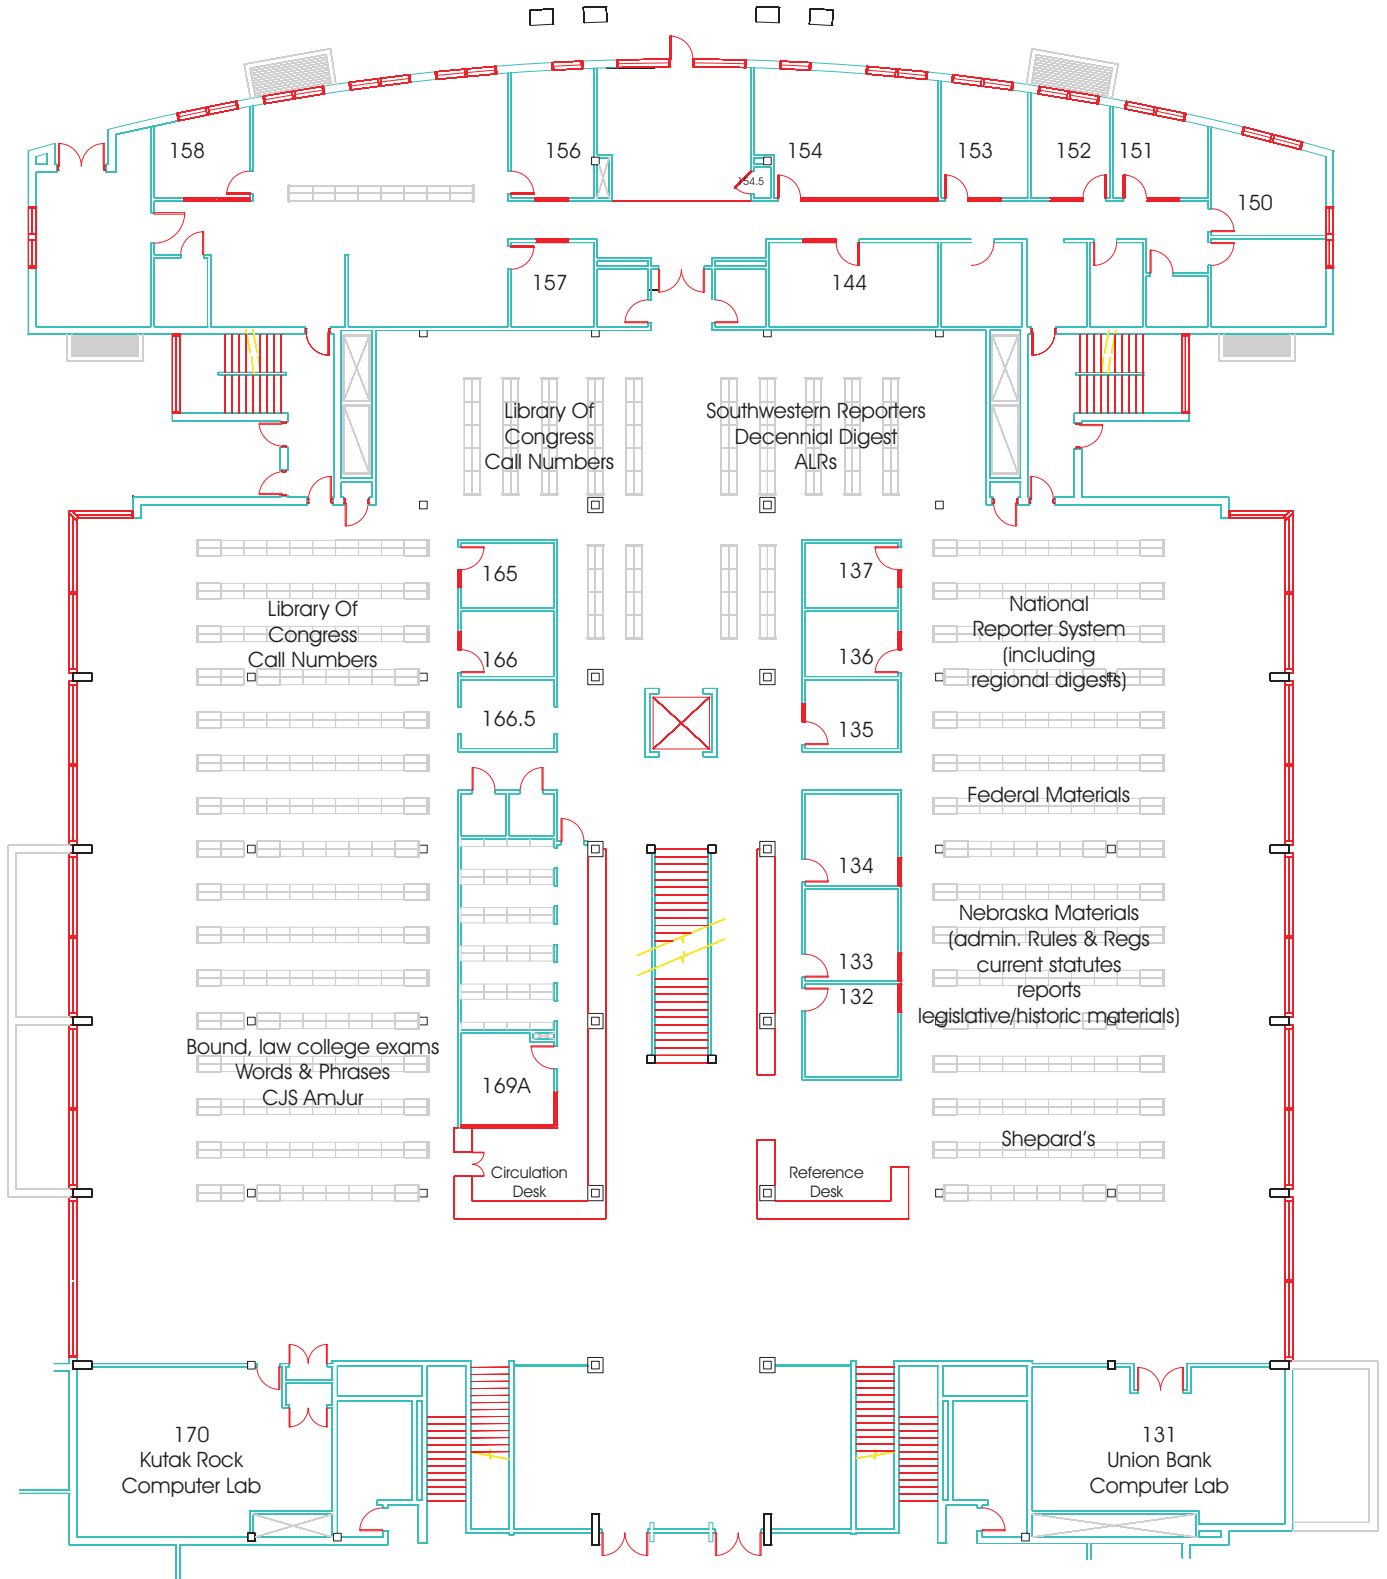 158
156
154
153
152
151
154.5
150
157
144
Library Of
Congress
Call Numbers
Southwestern Reporters
Decennial Digest
ALRs
165
137
Library Of
Congress
Call Numbers
National
Reporter System
(including
regional digests)
166
136
166.5
135
Federal Materials
134
Nebraska Materials
(admin. Rules & Regs
current statutes
reports
legislative/historic materials)
133
132
Bound, law college exams
Words & Phrases
CJS AmJur
169A
Shepard's
Circulation
Desk
Reference
Desk
170
Kutak Rock
Computer Lab
131
Union Bank
Computer Lab